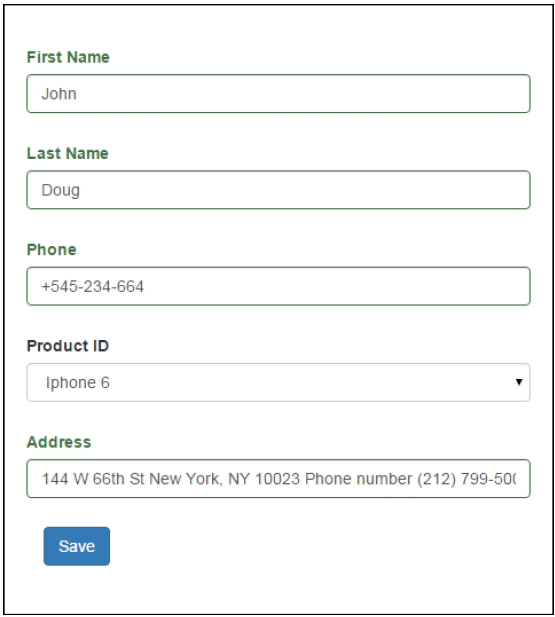 First Name
John
Last Name
Doug
Phone
+545-234-664
Product ID
Iphone 6
Address
144 W 66th St New York, NY 10023 Phone number (212) 799-50
Save